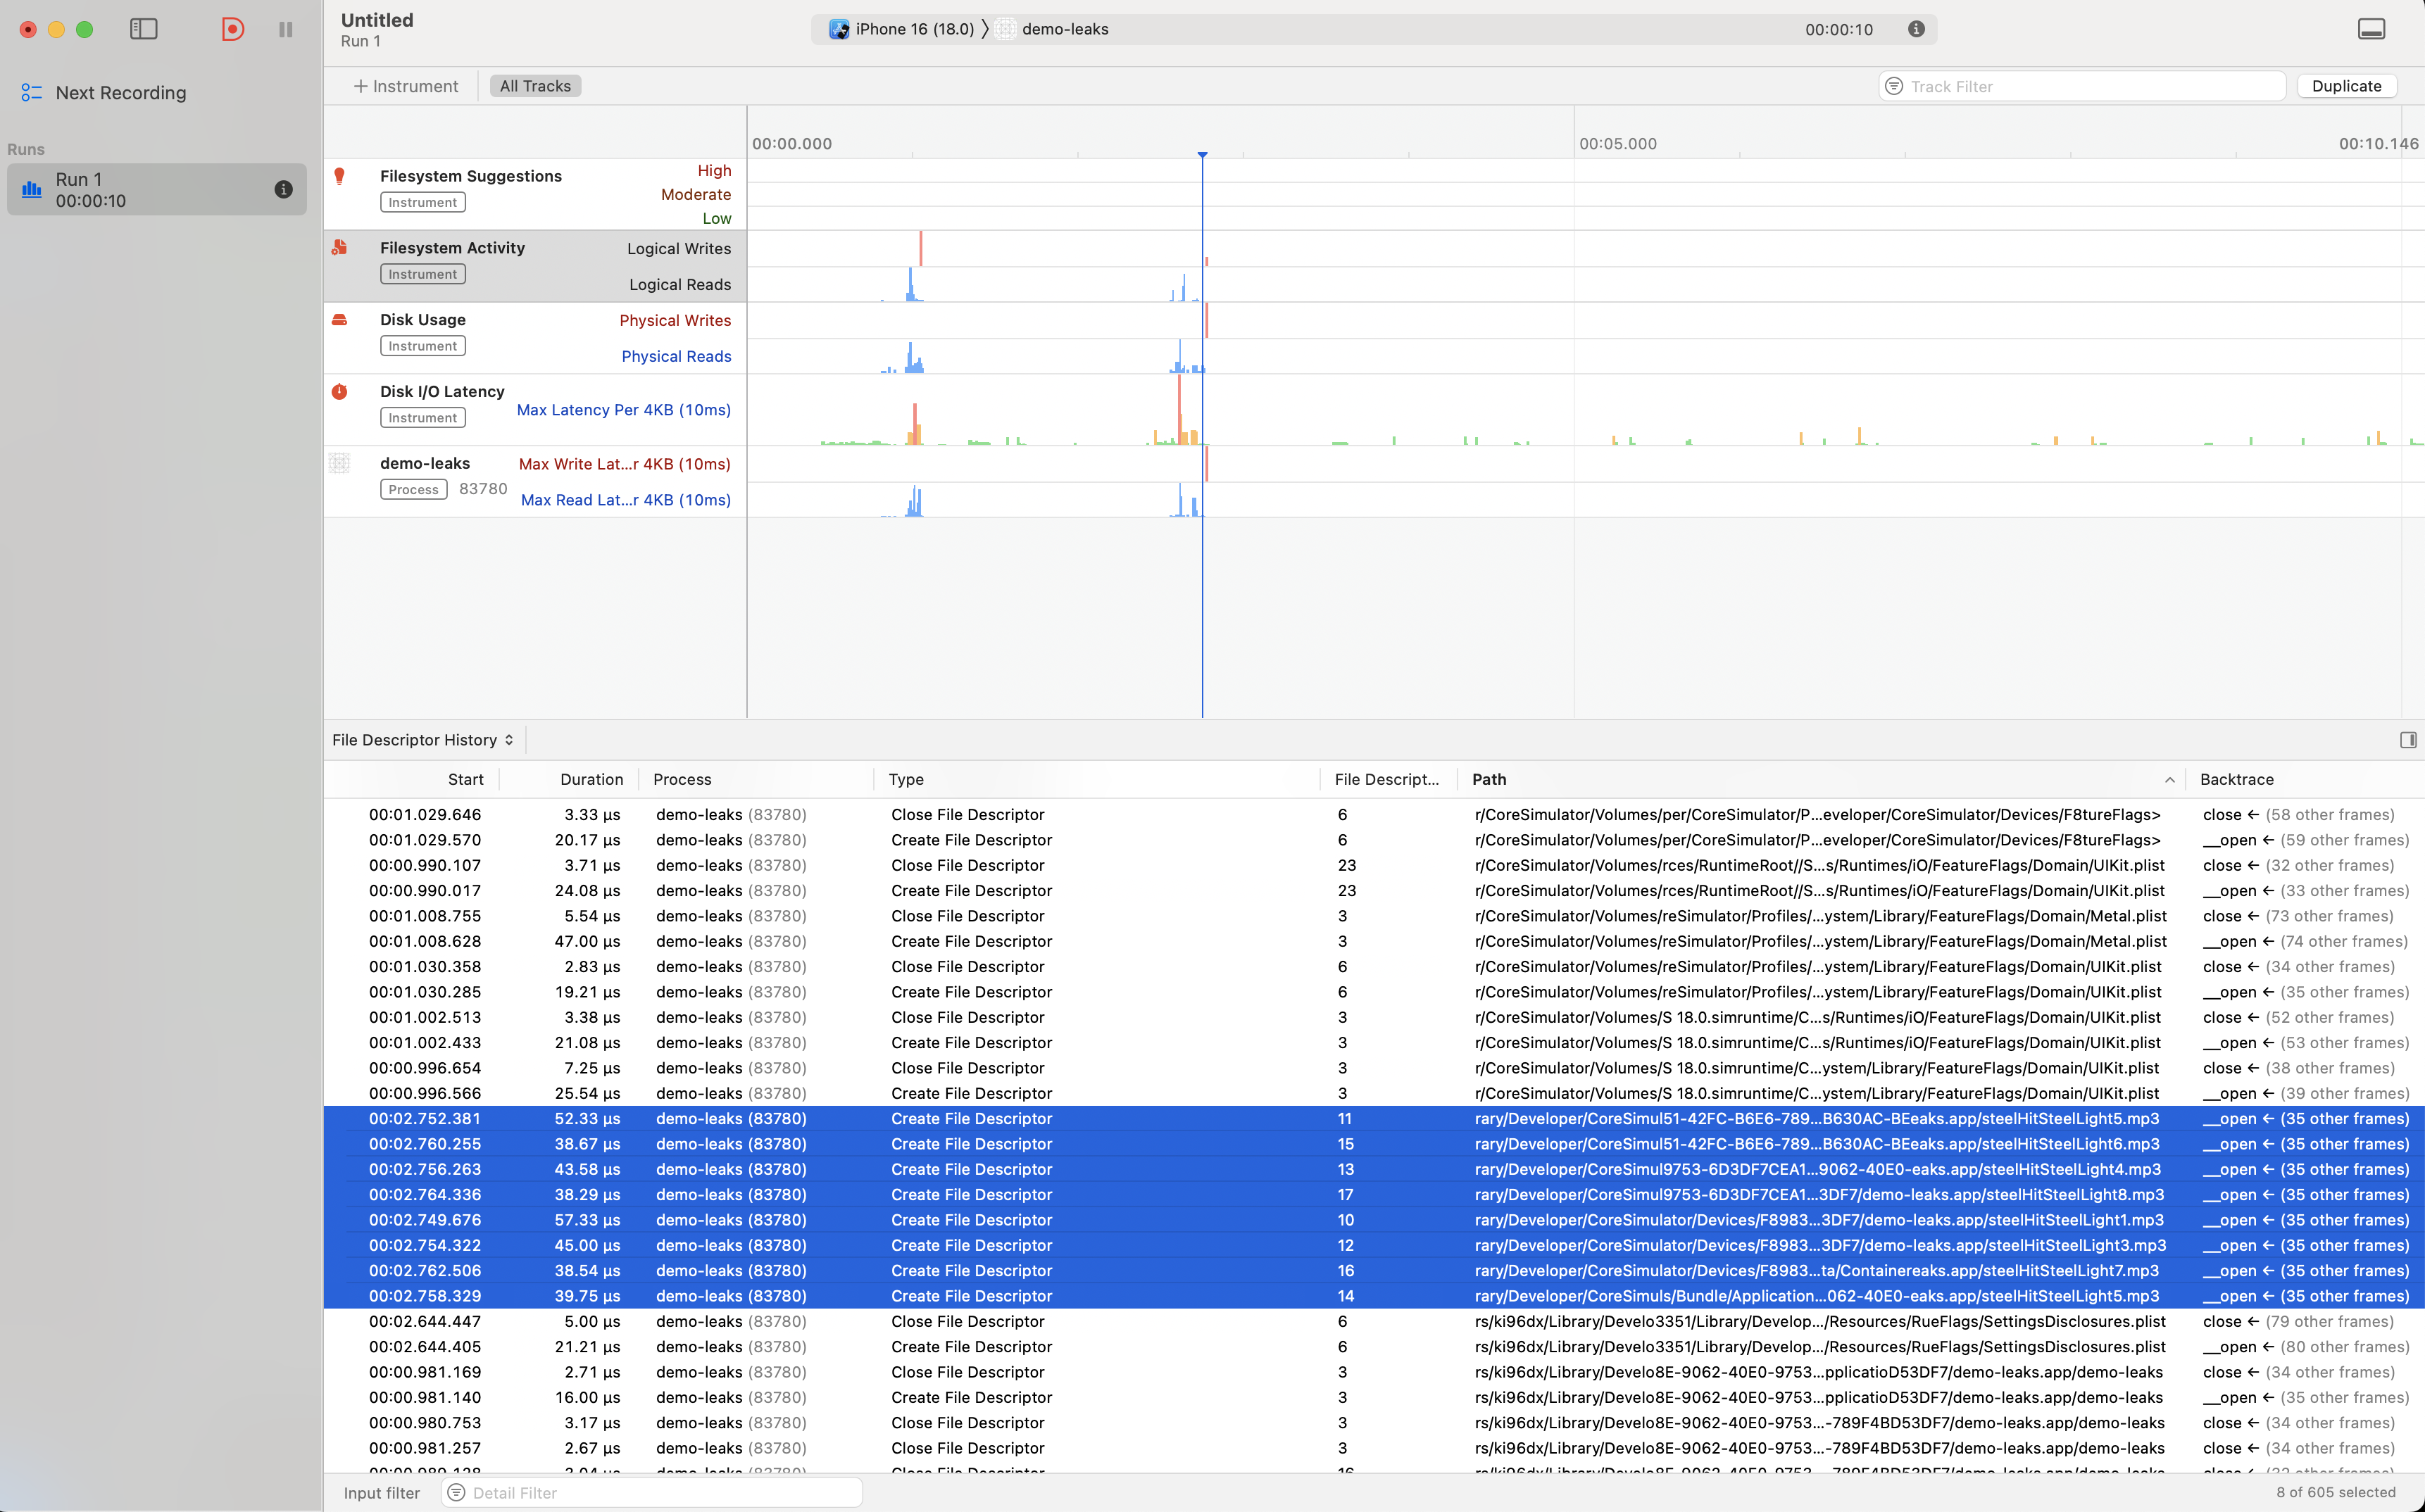 Untitled
Run 1
iPhone 16 (18.0) 〉 demo-leaks
00:00:10
Next Recording
Runs
Run 1
00:00:10
+ Instrument
All Tracks
Track Filter
Duplicate
00:00.000
00:05.000
00:10.146
Filesystem Suggestions
Instrument
High
Moderate
Low
Filesystem Activity
Instrument
Logical Writes
Logical Reads
Disk Usage
Instrument
Physical Writes
Physical Reads
Disk I/O Latency
Instrument
Max Latency Per 4KB (10ms)
demo-leaks
Process 83780
Max Write Lat...r 4KB (10ms)
Max Read Lat...r 4KB (10ms)
File Descriptor History
Start Duration Process Type File Descript... Path Backtrace
00:01.029.646 3.33 µs demo-leaks (83780) Close File Descriptor 6 r/CoreSimulator/Volumes/per/CoreSimulator/P...eveloper/CoreSimulator/Devices/F8tureFlags> close ← (58 other frames)
00:01.029.570 20.17 µs demo-leaks (83780) Create File Descriptor 6 r/CoreSimulator/Volumes/per/CoreSimulator/P...eveloper/CoreSimulator/Devices/F8tureFlags> __open ← (59 other frames)
00:00.990.107 3.71 µs demo-leaks (83780) Close File Descriptor 23 r/CoreSimulator/Volumes/rces/RuntimeRoot//S...s/Runtimes/iO/FeatureFlags/Domain/UIKit.plist close ← (32 other frames)
00:00.990.017 24.08 µs demo-leaks (83780) Create File Descriptor 23 r/CoreSimulator/Volumes/rces/RuntimeRoot//S...s/Runtimes/iO/FeatureFlags/Domain/UIKit.plist __open ← (33 other frames)
00:01.008.755 5.54 µs demo-leaks (83780) Close File Descriptor 3 r/CoreSimulator/Volumes/reSimulator/Profiles/...ystem/Library/FeatureFlags/Domain/Metal.plist close ← (73 other frames)
00:01.008.628 47.00 µs demo-leaks (83780) Create File Descriptor 3 r/CoreSimulator/Volumes/reSimulator/Profiles/...ystem/Library/FeatureFlags/Domain/Metal.plist __open ← (74 other frames)
00:01.030.358 2.83 µs demo-leaks (83780) Close File Descriptor 6 r/CoreSimulator/Volumes/reSimulator/Profiles/...ystem/Library/FeatureFlags/Domain/UIKit.plist close ← (34 other frames)
00:01.030.285 19.21 µs demo-leaks (83780) Create File Descriptor 6 r/CoreSimulator/Volumes/reSimulator/Profiles/...ystem/Library/FeatureFlags/Domain/UIKit.plist __open ← (35 other frames)
00:01.002.513 3.38 µs demo-leaks (83780) Close File Descriptor 3 r/CoreSimulator/Volumes/S 18.0.simruntime/C...s/Runtimes/iO/FeatureFlags/Domain/UIKit.plist close ← (52 other frames)
00:01.002.433 21.08 µs demo-leaks (83780) Create File Descriptor 3 r/CoreSimulator/Volumes/S 18.0.simruntime/C...s/Runtimes/iO/FeatureFlags/Domain/UIKit.plist __open ← (53 other frames)
00:00.996.654 7.25 µs demo-leaks (83780) Close File Descriptor 3 r/CoreSimulator/Volumes/S 18.0.simruntime/C...ystem/Library/FeatureFlags/Domain/UIKit.plist close ← (38 other frames)
00:00.996.566 25.54 µs demo-leaks (83780) Create File Descriptor 3 r/CoreSimulator/Volumes/S 18.0.simruntime/C...ystem/Library/FeatureFlags/Domain/UIKit.plist __open ← (39 other frames)
00:02.752.381 52.33 µs demo-leaks (83780) Create File Descriptor 11 rary/Developer/CoreSimul51-42FC-B6E6-789...B630AC-BEeaks.app/steelHitSteelLight5.mp3 __open ← (35 other frames)
00:02.760.255 38.67 µs demo-leaks (83780) Create File Descriptor 15 rary/Developer/CoreSimul51-42FC-B6E6-789...B630AC-BEeaks.app/steelHitSteelLight6.mp3 __open ← (35 other frames)
00:02.756.263 43.58 µs demo-leaks (83780) Create File Descriptor 13 rary/Developer/CoreSimul9753-6D3DF7CEA1...9062-40E0-eaks.app/steelHitSteelLight4.mp3 __open ← (35 other frames)
00:02.764.336 38.29 µs demo-leaks (83780) Create File Descriptor 17 rary/Developer/CoreSimul9753-6D3DF7CEA1...3DF7/demo-leaks.app/steelHitSteelLight8.mp3 __open ← (35 other frames)
00:02.749.676 57.33 µs demo-leaks (83780) Create File Descriptor 10 rary/Developer/CoreSimulator/Devices/F8983...3DF7/demo-leaks.app/steelHitSteelLight1.mp3 __open ← (35 other frames)
00:02.754.322 45.00 µs demo-leaks (83780) Create File Descriptor 12 rary/Developer/CoreSimulator/Devices/F8983...3DF7/demo-leaks.app/steelHitSteelLight3.mp3 __open ← (35 other frames)
00:02.762.506 38.54 µs demo-leaks (83780) Create File Descriptor 16 rary/Developer/CoreSimulator/Devices/F8983...ta/Containereaks.app/steelHitSteelLight7.mp3 __open ← (35 other frames)
00:02.758.329 39.75 µs demo-leaks (83780) Create File Descriptor 14 rary/Developer/CoreSimuls/Bundle/Application...062-40E0-eaks.app/steelHitSteelLight5.mp3 __open ← (35 other frames)
00:02.644.447 5.00 µs demo-leaks (83780) Close File Descriptor 6 rs/ki96dx/Library/Develo3351/Library/Develop.../Resources/RueFlags/SettingsDisclosures.plist close ← (79 other frames)
00:02.644.405 21.21 µs demo-leaks (83780) Create File Descriptor 6 rs/ki96dx/Library/Develo3351/Library/Develop.../Resources/RueFlags/SettingsDisclosures.plist __open ← (80 other frames)
00:00.981.169 2.71 µs demo-leaks (83780) Close File Descriptor 3 rs/ki96dx/Library/Develo8E-9062-40E0-9753...pplicatioD53DF7/demo-leaks.app/demo-leaks close ← (34 other frames)
00:00.981.140 16.00 µs demo-leaks (83780) Create File Descriptor 3 rs/ki96dx/Library/Develo8E-9062-40E0-9753...pplicatioD53DF7/demo-leaks.app/demo-leaks __open ← (35 other frames)
00:00.980.753 3.17 µs demo-leaks (83780) Close File Descriptor 3 rs/ki96dx/Library/Develo8E-9062-40E0-9753...-789F4BD53DF7/demo-leaks.app/demo-leaks close ← (34 other frames)
00:00.981.257 2.67 µs demo-leaks (83780) Close File Descriptor 3 rs/ki96dx/Library/Develo8E-9062-40E0-9753...-789F4BD53DF7/demo-leaks.app/demo-leaks close ← (34 other frames)
Input filter
Detail Filter
8 of 605 selected